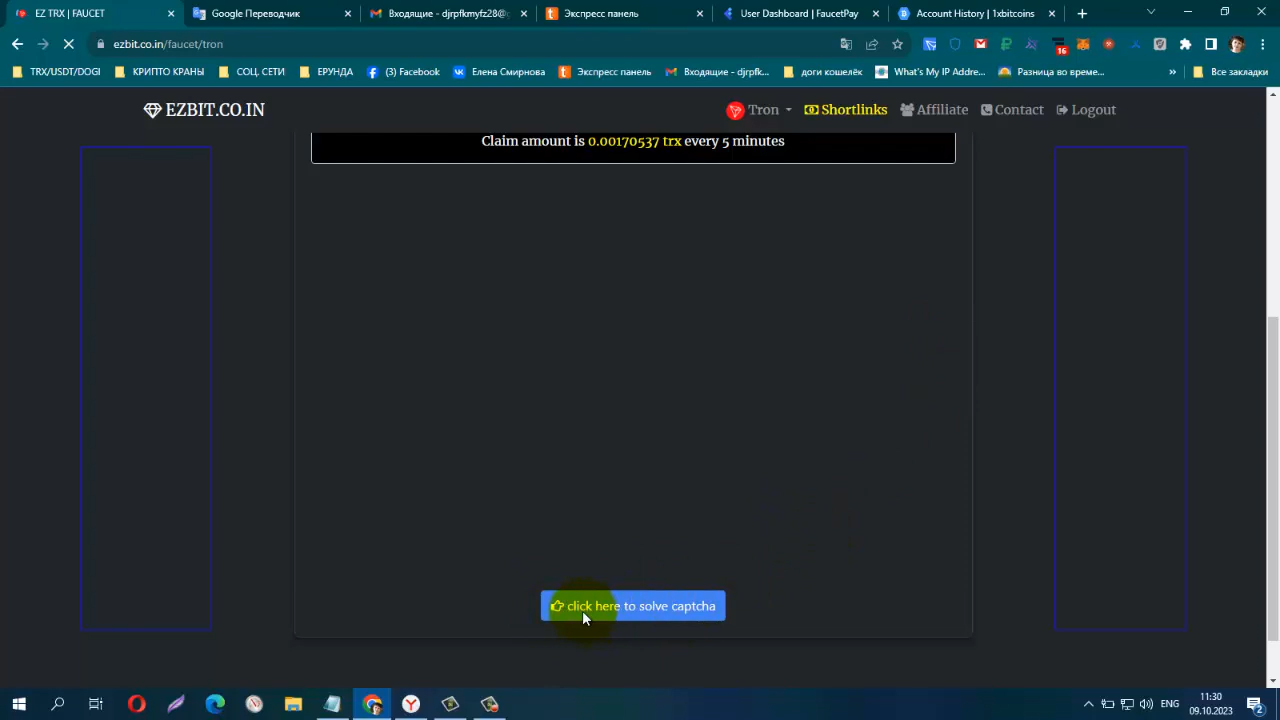 EZ TRX | FAUCET
Google Переводчик
Входящие - djrpfkmyfz28@
Экспресс панель
User Dashboard | FaucetPay
Account History | 1xbitcoins
ezbit.co.in/faucet/tron
16
TRX/USDT/DOGI
КРИПТО КРАНЫ
СОЦ. СЕТИ
ЕРУНДА
(3) Facebook
Елена Смирнова
Экспресс панель
Входящие - djrpfk...
доги кошелёк
What's My IP Addre...
Разница во време...
»
Все закладки
EZBIT.CO.IN
Tron
Shortlinks
Affiliate
Contact
Logout
Claim amount is 0.00170537 trx every 5 minutes
click here to solve captcha
ENG
11:30
09.10.2023
2